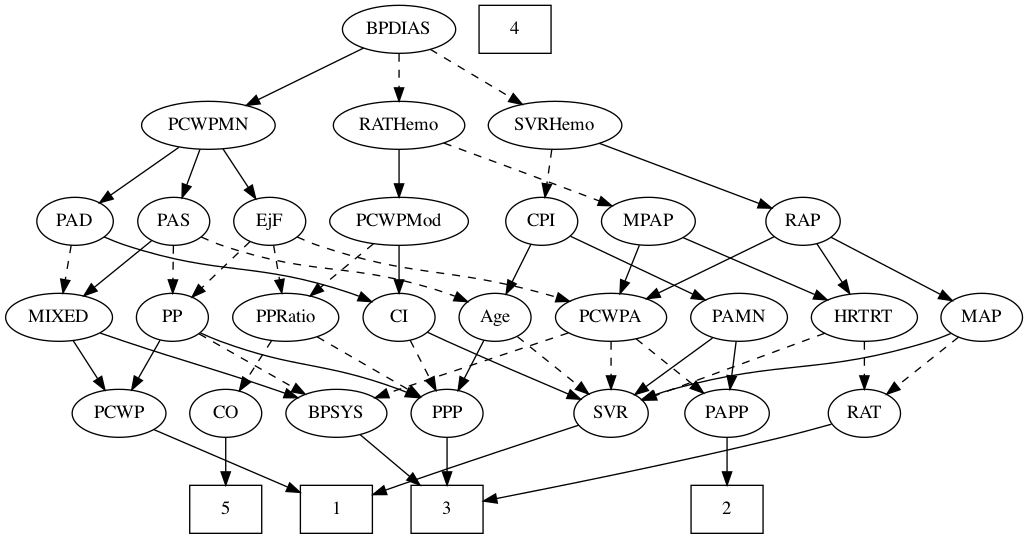 BPDIAS 4
PCWPMN RATHemo SVRHemo
PAD PAS EjF PCWPMod CPI MPAP RAP
MIXED PP PPRatio CI Age PCWPA PAMN HRTRT MAP
PCWP CO BPSYS PPP SVR PAPP RAT
5 1 3 2